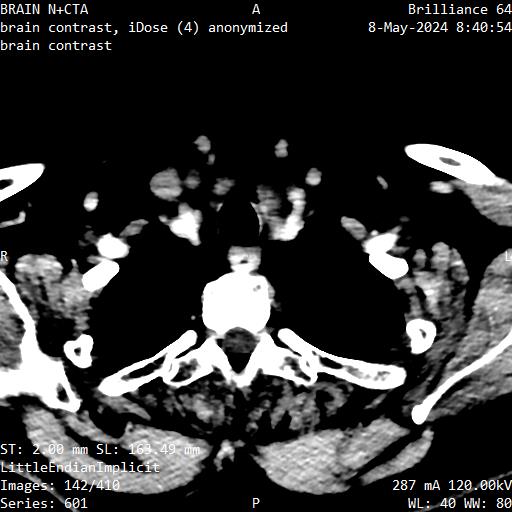 BRAIN N+CTA
A
Brilliance 64
brain contrast, iDose (4) anonymized
8-May-2024 8:40:54
brain contrast
R
L
ST: 2.00 mm SL: 163.49 mm
LittleEndianImplicit
Images: 142/410
287 mA 120.00kV
Series: 601
P
WL: 40 WW: 80